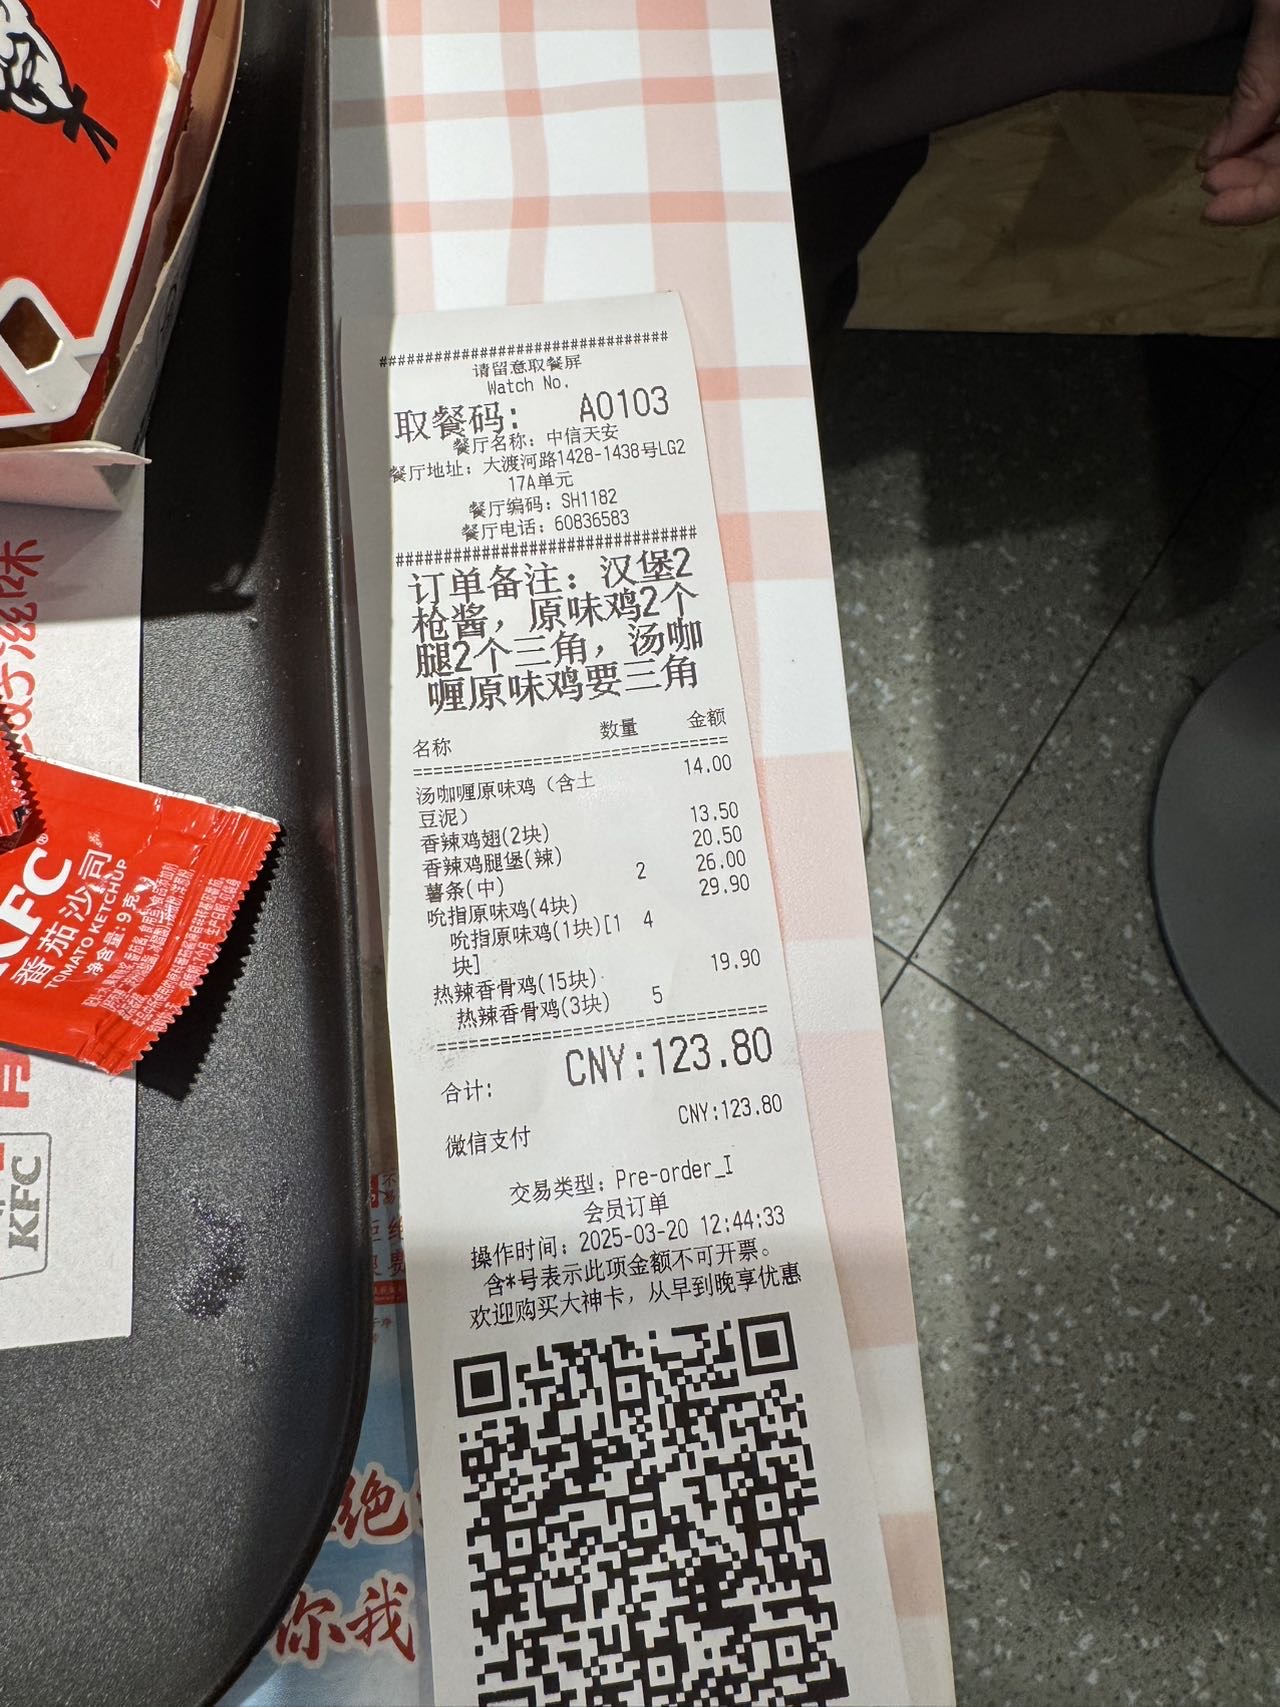 ##############################
请留意取餐屏
Watch No.
取餐码: A0103
餐厅名称: 中信天安
餐厅地址: 大渡河路1428-1438号LG2
17A单元
餐厅编码: SH1182
餐厅电话: 60836583
##############################
订单备注: 汉堡2
枪酱, 原味鸡2个
腿2个三角, 汤咖
喱原味鸡要三角
名称 数量 金额
汤咖喱原味鸡（含土 14.00
豆泥）
香辣鸡翅(2块) 13.50
香辣鸡腿堡(辣) 20.50
薯条(中) 2 26.00
吮指原味鸡(4块) 29.90
吮指原味鸡(1块)[1 4
块]
热辣香骨鸡(15块) 19.90
热辣香骨鸡(3块) 5
合计: CNY:123.80
微信支付 CNY:123.80
交易类型: Pre-order_I
会员订单
操作时间: 2025-03-20 12:44:33
含*号表示此项金额不可开票。
欢迎购买大神卡, 从早到晚享优惠
KFC®
番茄沙司
TOMATO KETCHUP
净含量:9克
KFC
好滋味
绝
你我